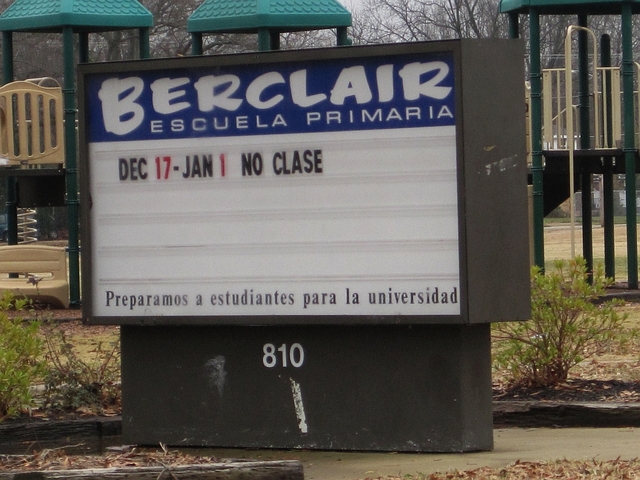 BERCLAIR
ESCUELA PRIMARIA
DEC 17-JAN 1 NO CLASE
Preparamos a estudiantes para la universidad
810